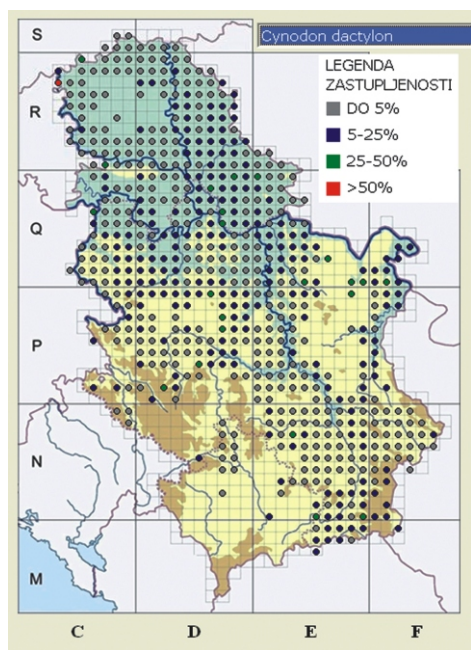 Cynodon dactylon
LEGENDA
ZASTUPLJENOSTI
DO 5%
5-25%
25-50%
>50%
S
R
Q
P
N
M
C D E F